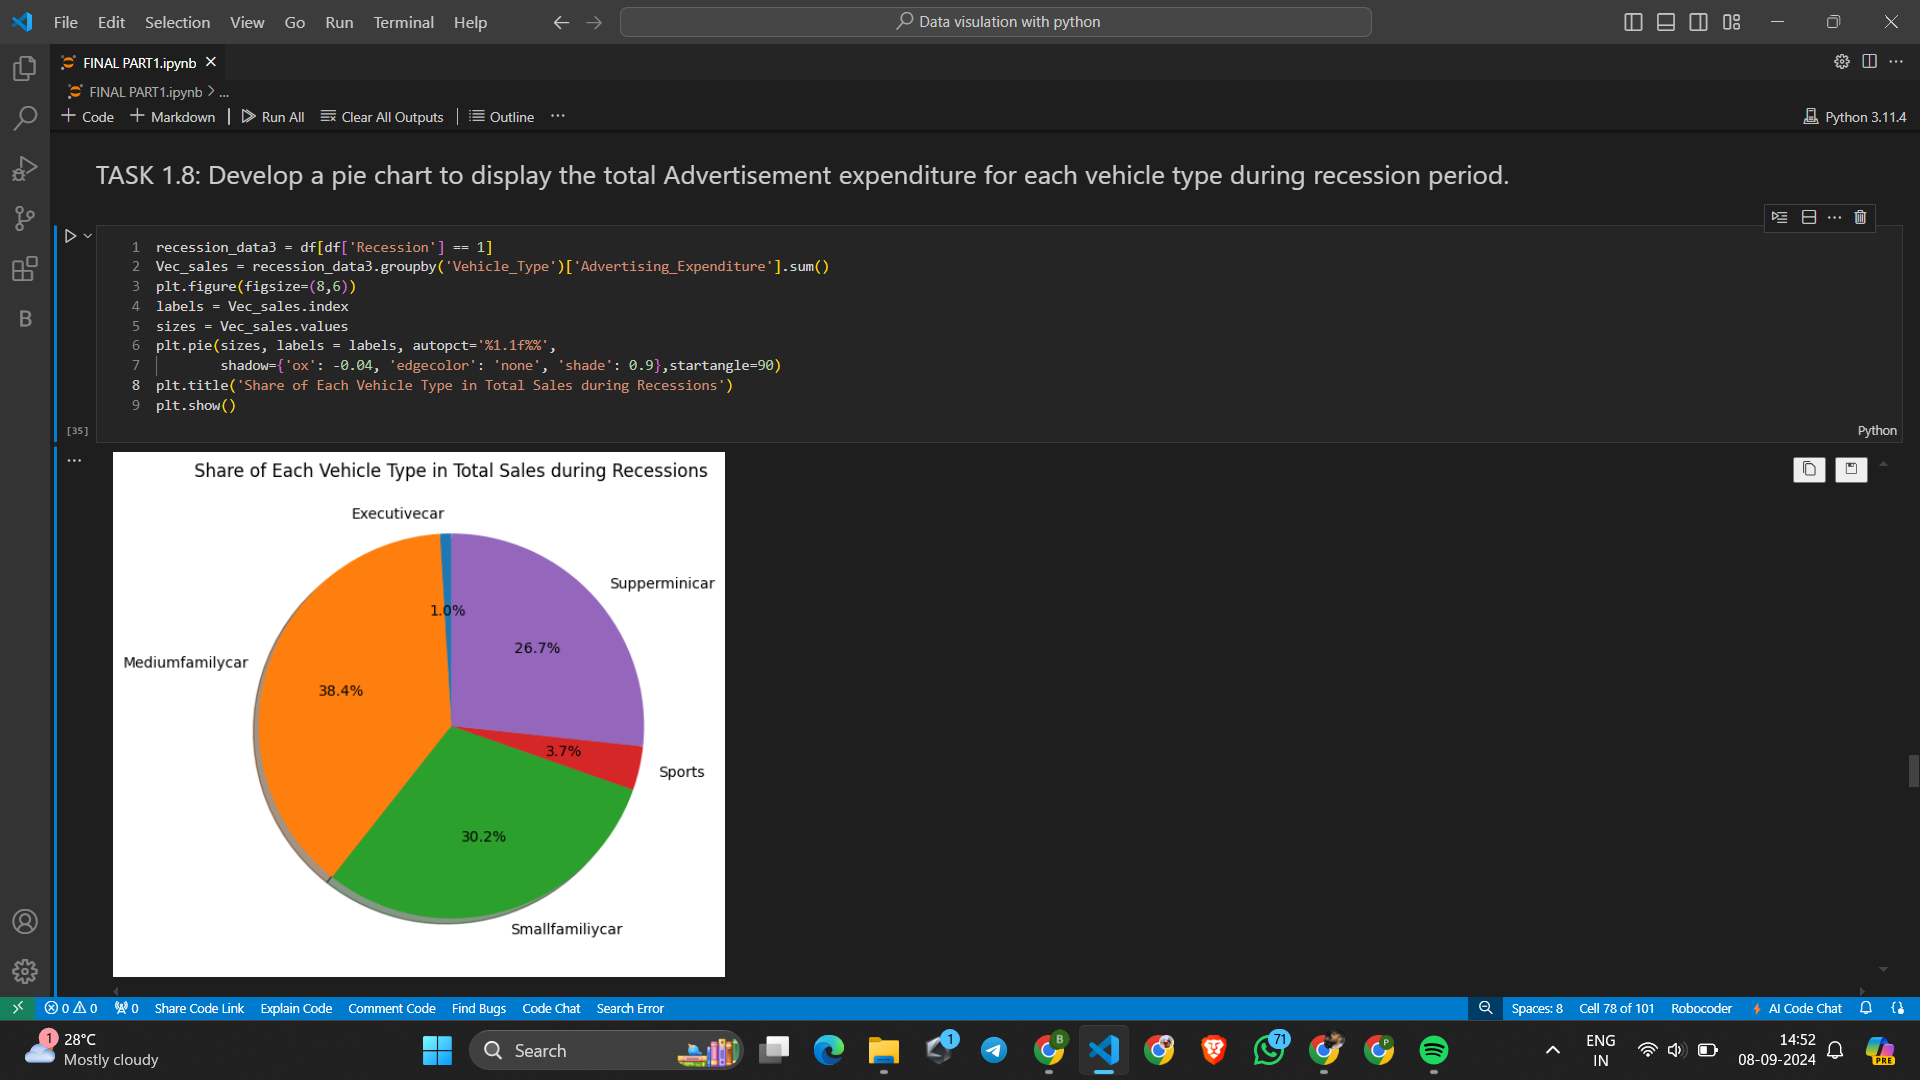 File Edit Selection View Go Run Terminal Help
Data visulation with python
FINAL PART1.ipynb
FINAL PART1.ipynb > ...
+ Code + Markdown Run All Clear All Outputs Outline ...
Python 3.11.4
TASK 1.8: Develop a pie chart to display the total Advertisement expenditure for each vehicle type during recession period.
1 recession_data3 = df[df['Recession'] == 1]
2 Vec_sales = recession_data3.groupby('Vehicle_Type')['Advertising_Expenditure'].sum()
3 plt.figure(figsize=(8,6))
4 labels = Vec_sales.index
5 sizes = Vec_sales.values
6 plt.pie(sizes, labels = labels, autopct='%1.1f%%',
7 shadow={'ox': -0.04, 'edgecolor': 'none', 'shade': 0.9},startangle=90)
8 plt.title('Share of Each Vehicle Type in Total Sales during Recessions')
9 plt.show()
[35]
Python
Share of Each Vehicle Type in Total Sales during Recessions
Executivecar
Supperminicar
1.0%
26.7%
Mediumfamilycar
38.4%
3.7%
Sports
30.2%
Smallfamiliycar
B
0 0 0 Share Code Link Explain Code Comment Code Find Bugs Code Chat Search Error
Spaces: 8 Cell 78 of 101 Robocoder AI Code Chat
1
28°C
Mostly cloudy
Search
1
B
71
P
ENG
IN
14:52
08-09-2024
PRE